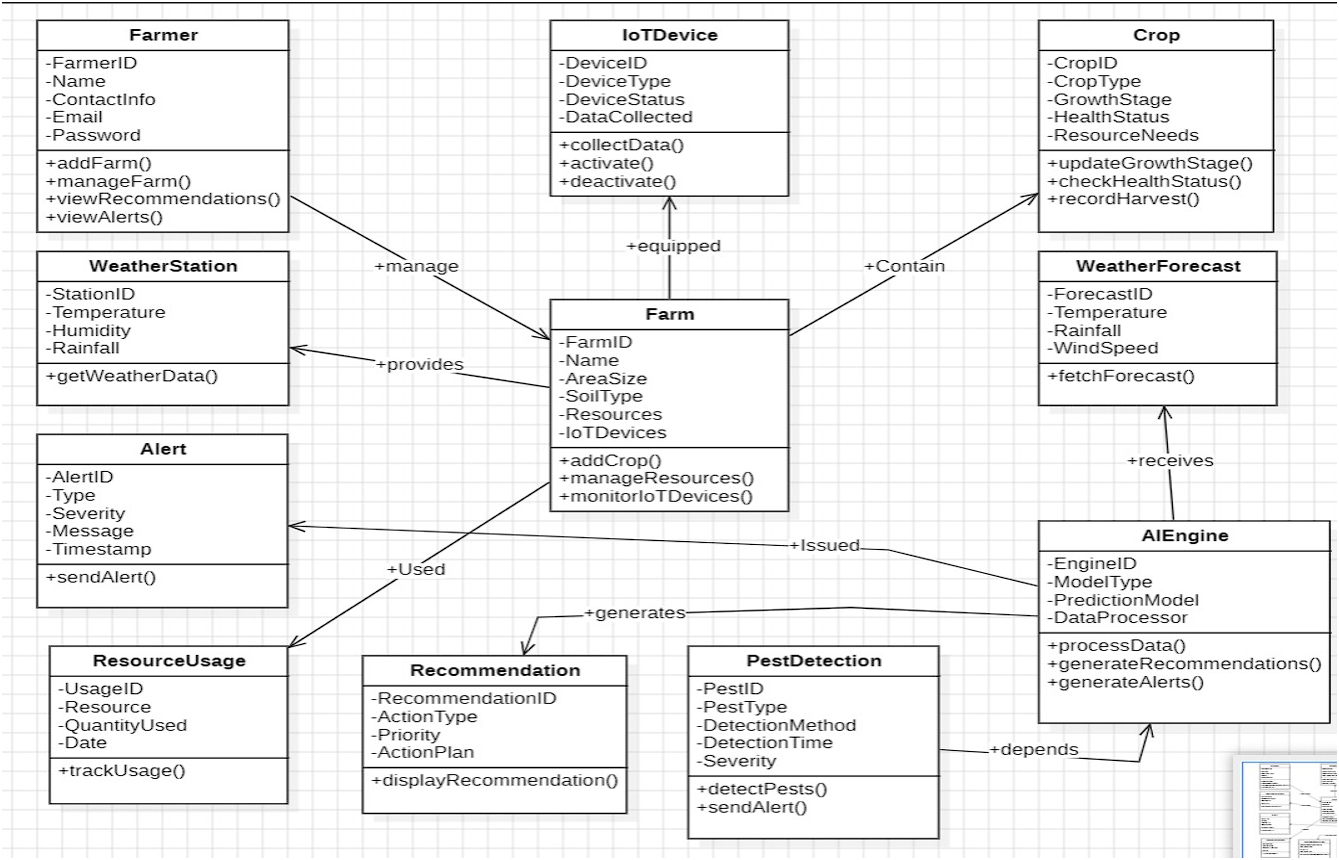 Farmer
-FarmerID
-Name
-ContactInfo
-Email
-Password
+addFarm()
+manageFarm()
+viewRecommendations()
+viewAlerts()
IoTDevice
-DeviceID
-DeviceType
-DeviceStatus
-DataCollected
+collectData()
+activate()
+deactivate()
Crop
-CropID
-CropType
-GrowthStage
-HealthStatus
-ResourceNeeds
+updateGrowthStage()
+checkHealthStatus()
+recordHarvest()
+manage
+equipped
+Contain
WeatherStation
-StationID
-Temperature
-Humidity
-Rainfall
+getWeatherData()
+provides
Farm
-FarmID
-Name
-AreaSize
-SoilType
-Resources
-IoTDevices
+addCrop()
+manageResources()
+monitorIoTDevices()
WeatherForecast
-ForecastID
-Temperature
-Rainfall
-WindSpeed
+fetchForecast()
+receives
Alert
-AlertID
-Type
-Severity
-Message
-Timestamp
+sendAlert()
+Used
+Issued
+generates
AIEngine
-EngineID
-ModelType
-PredictionModel
-DataProcessor
+processData()
+generateRecommendations()
+generateAlerts()
ResourceUsage
-UsageID
-Resource
-QuantityUsed
-Date
+trackUsage()
Recommendation
-RecommendationID
-ActionType
-Priority
-ActionPlan
+displayRecommendation()
PestDetection
-PestID
-PestType
-DetectionMethod
-DetectionTime
-Severity
+detectPests()
+sendAlert()
+depends